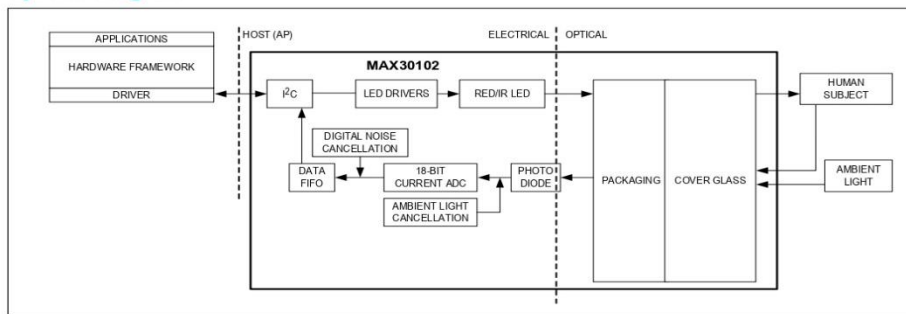 APPLICATIONS
HARDWARE FRAMEWORK
DRIVER
HOST (AP)
ELECTRICAL
OPTICAL
MAX30102
I²C
LED DRIVERS
RED/IR LED
DIGITAL NOISE
CANCELLATION
DATA
FIFO
18-BIT
CURRENT ADC
AMBIENT LIGHT
CANCELLATION
PHOTO
DIODE
PACKAGING
COVER GLASS
HUMAN
SUBJECT
AMBIENT
LIGHT